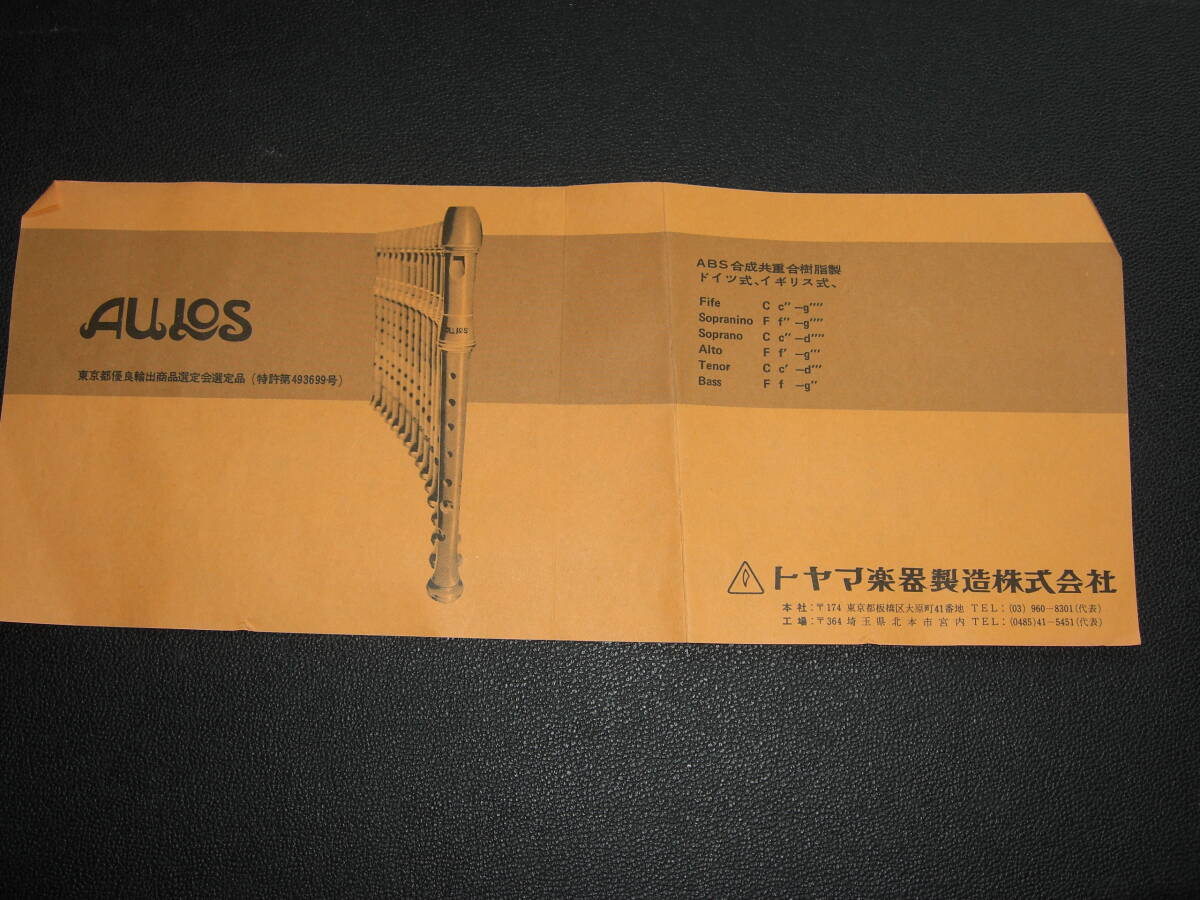 AULOS
東京都優良輸出商品選定会選定品 (特許第493699号)
AULOS
ABS合成共重合樹脂製
ドイツ式、イギリス式、
Fife C c″ —g″″
Sopranino F f″ —g″″
Soprano C c″ —d″″
Alto F f′ —g‴
Tenor C c′ —d‴
Bass F f —g″
トヤマ楽器製造株式会社
本社:〒174 東京都板橋区大原町41番地 TEL:(03) 960—8301(代表)
工場:〒364 埼玉県北本市宮内 TEL:(0485)41—5451(代表)